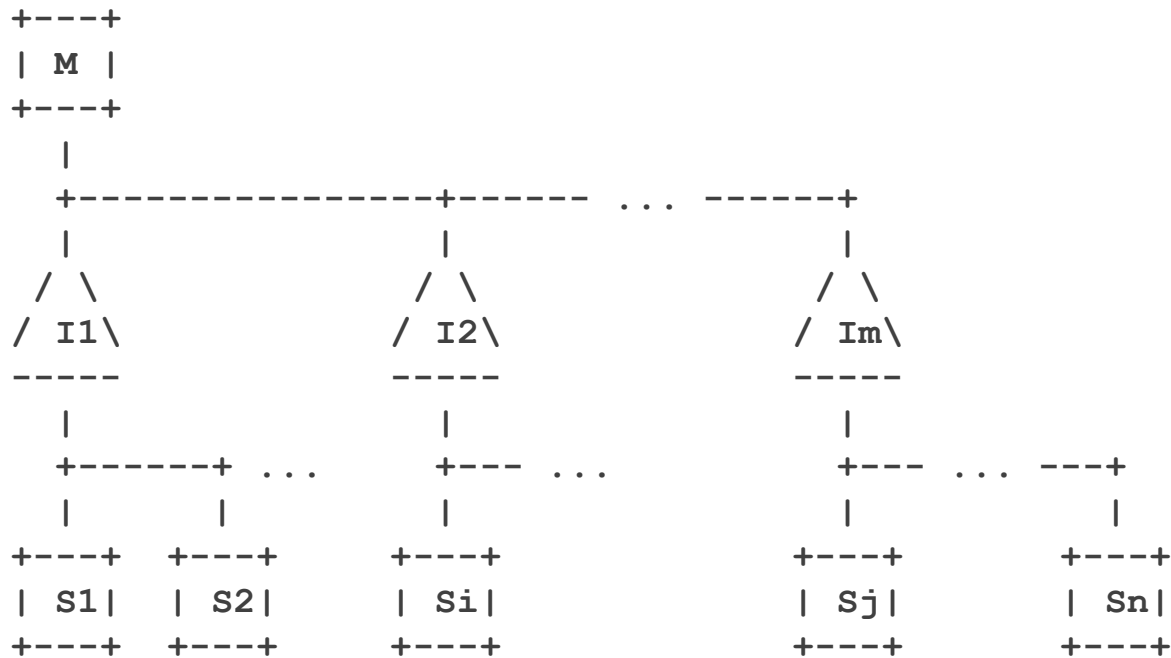 +----+
| M |
+----+
|
+------------------+------- ... -------+
| | |
/ \ / \ / \
/ I1\ / I2\ / Im\
----- ----- -----
| | |
+-------+ ... +--- ... +---- ... ----+
| | | | |
+----+ +----+ +----+ +----+ +----+
| S1| | S2| | Si| | Sj| | Sn|
+----+ +----+ +----+ +----+ +----+